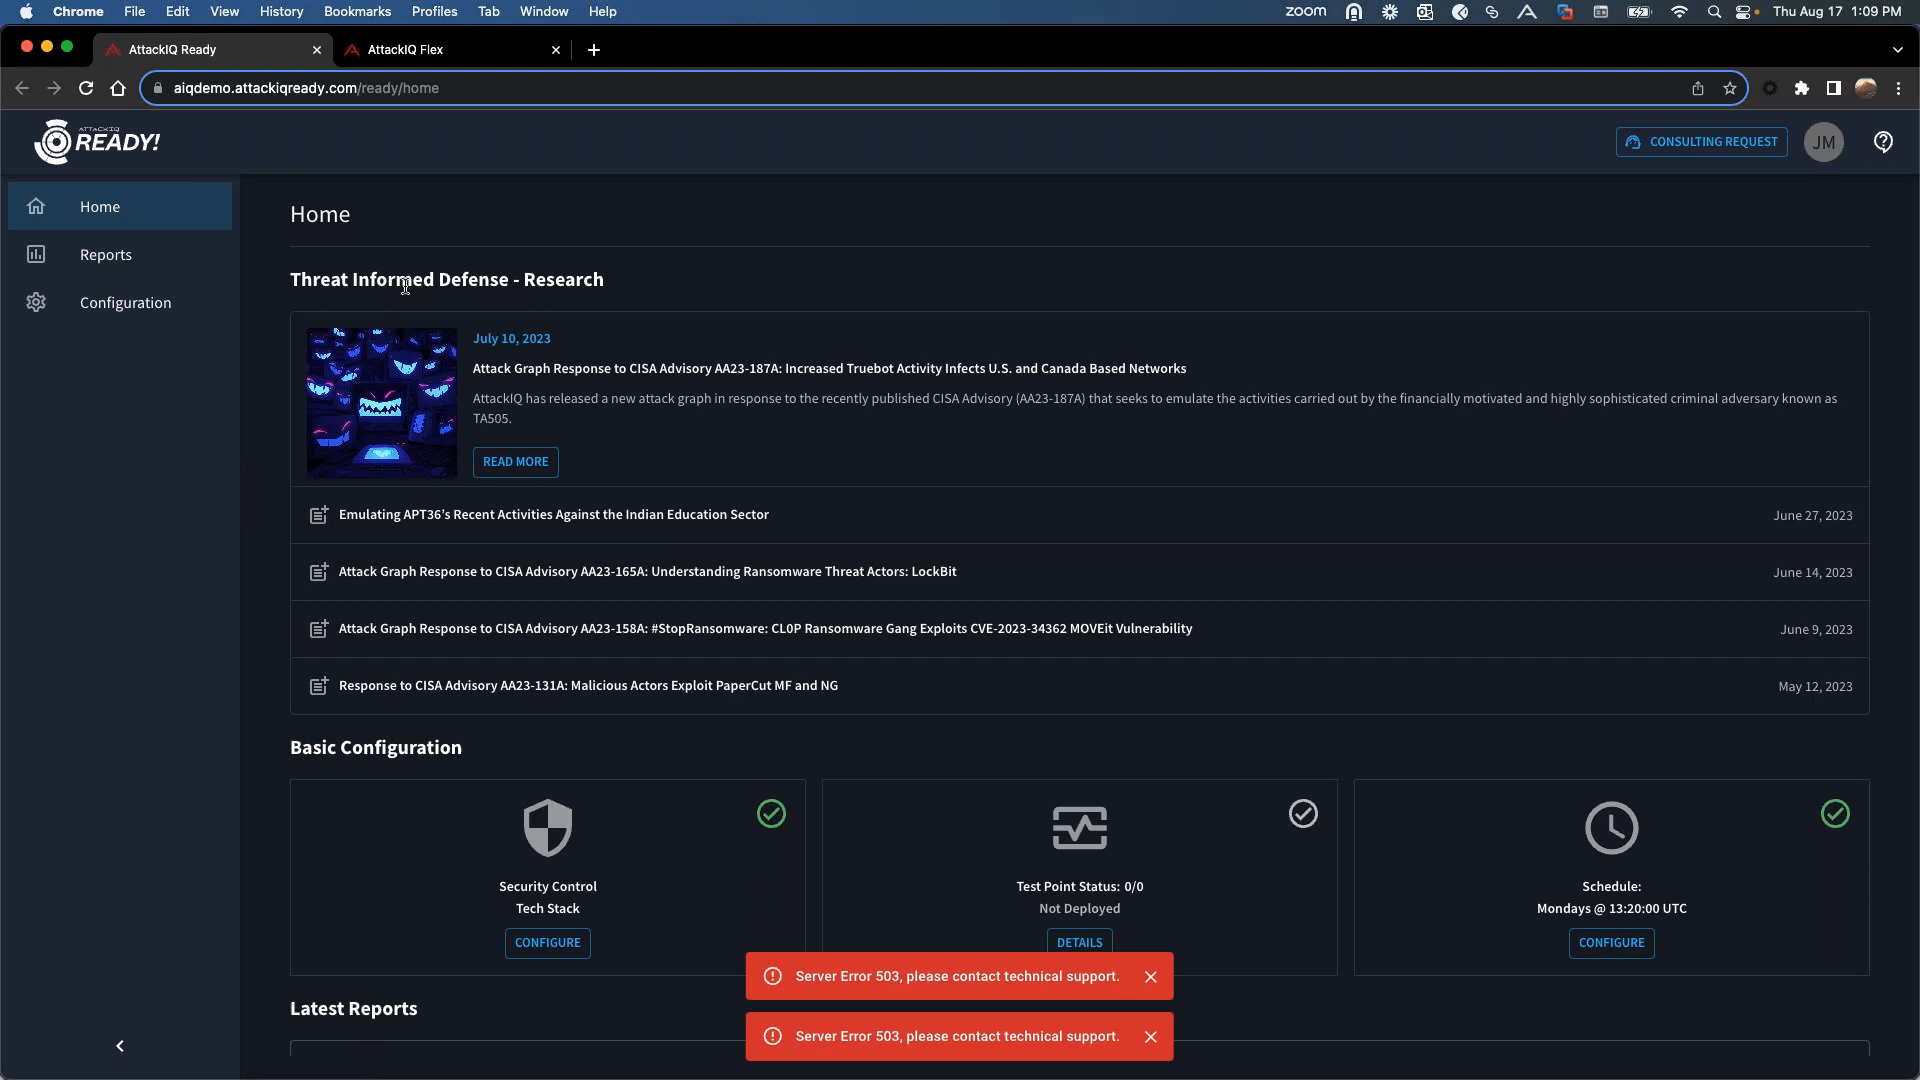 Chrome File Edit View History Bookmarks Profiles Tab Window Help
zoom Thu Aug 17 1:09 PM
AttackIQ Ready
AttackIQ Flex
aiqdemo.attackiqready.com/ready/home
ATTACKIQ
READY!
CONSULTING REQUEST
JM
Home
Reports
Configuration
Home
Threat Informed Defense - Research
July 10, 2023
Attack Graph Response to CISA Advisory AA23-187A: Increased Truebot Activity Infects U.S. and Canada Based Networks
AttackIQ has released a new attack graph in response to the recently published CISA Advisory (AA23-187A) that seeks to emulate the activities carried out by the financially motivated and highly sophisticated criminal adversary known as
TA505.
READ MORE
Emulating APT36’s Recent Activities Against the Indian Education Sector
June 27, 2023
Attack Graph Response to CISA Advisory AA23-165A: Understanding Ransomware Threat Actors: LockBit
June 14, 2023
Attack Graph Response to CISA Advisory AA23-158A: #StopRansomware: CL0P Ransomware Gang Exploits CVE-2023-34362 MOVEit Vulnerability
June 9, 2023
Response to CISA Advisory AA23-131A: Malicious Actors Exploit PaperCut MF and NG
May 12, 2023
Basic Configuration
Security Control
Tech Stack
CONFIGURE
Test Point Status: 0/0
Not Deployed
DETAILS
Schedule:
Mondays @ 13:20:00 UTC
CONFIGURE
Server Error 503, please contact technical support.
Latest Reports
Server Error 503, please contact technical support.